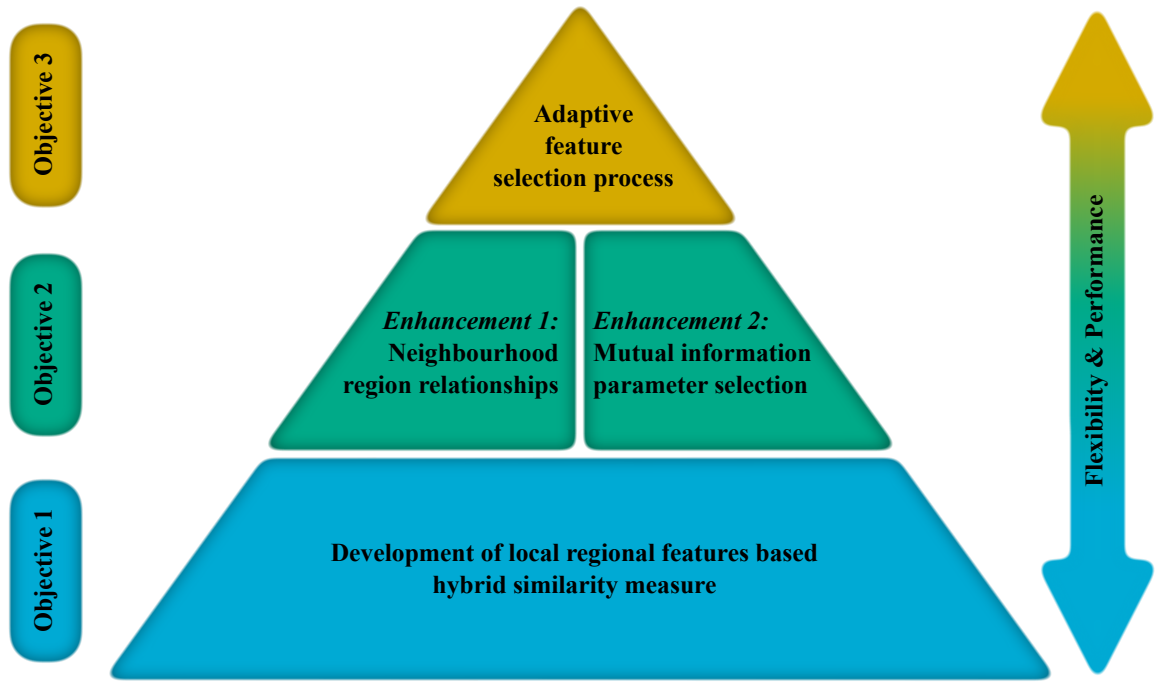 Objective 3
Adaptive
feature
selection process
Objective 2
Enhancement 1:
Neighbourhood
region relationships
Enhancement 2:
Mutual information
parameter selection
Objective 1
Development of local regional features based
hybrid similarity measure
Flexibility & Performance